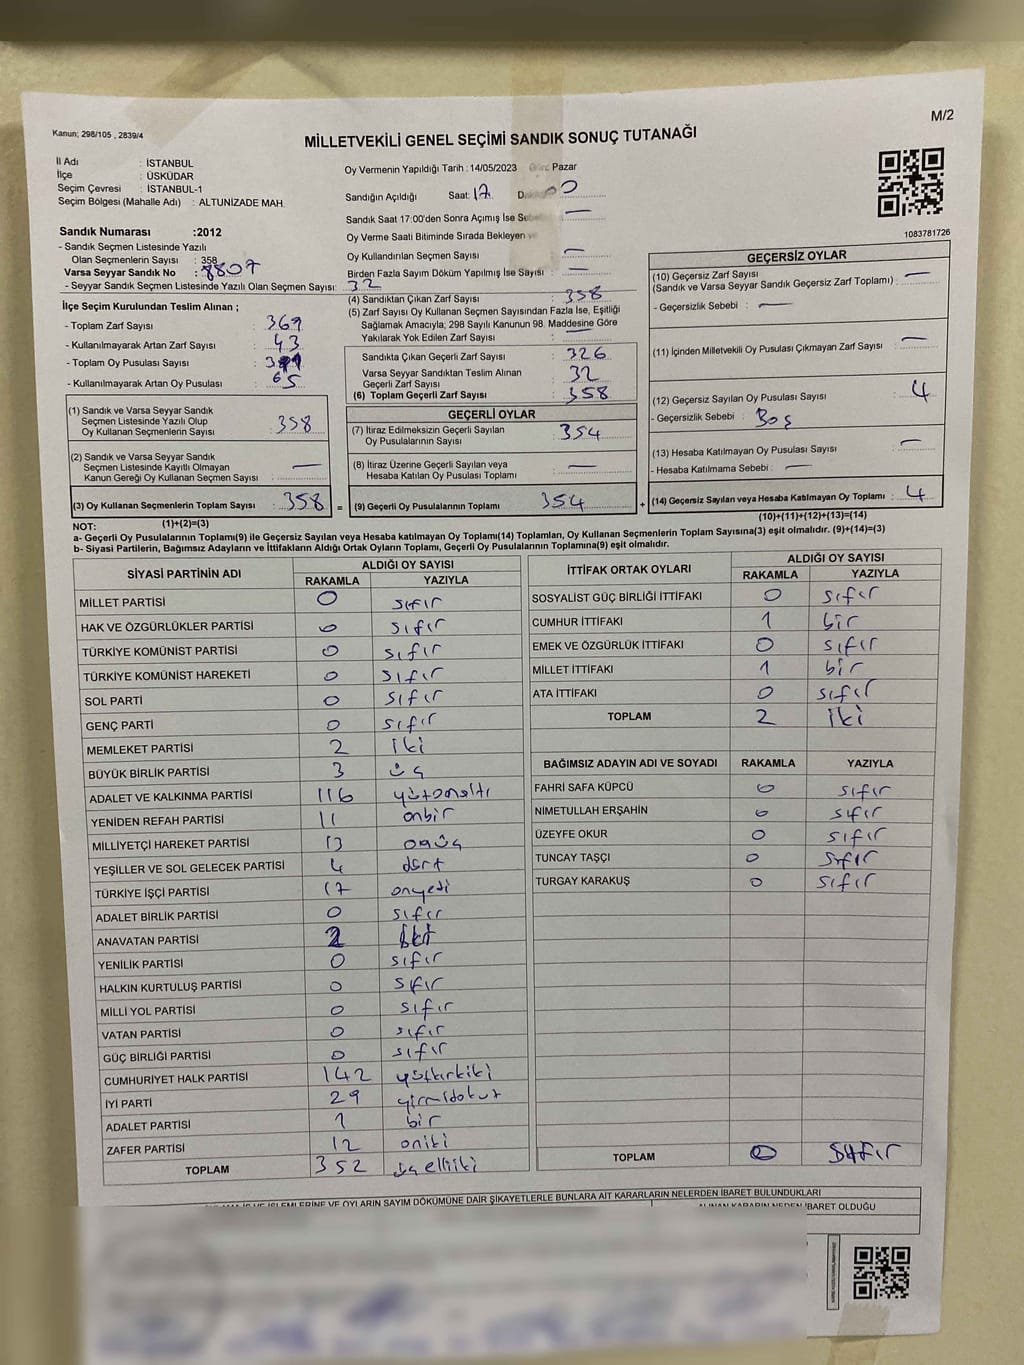 M/2
Kanun; 298/105 , 2839/4
MİLLETVEKİLİ GENEL SEÇİMİ SANDIK SONUÇ TUTANAĞI
İl Adı : İSTANBUL
İlçe : ÜSKÜDAR
Seçim Çevresi : İSTANBUL-1
Seçim Bölgesi (Mahalle Adı) : ALTUNİZADE MAH.
Sandık Numarası :2012
- Sandık Seçmen Listesinde Yazılı
Olan Seçmenlerin Sayısı : 358
Varsa Seyyar Sandık No : 8807
- Seyyar Sandık Seçmen Listesinde Yazılı Olan Seçmen Sayısı: 32
Oy Vermenin Yapıldığı Tarih : 14/05/2023 Pazar
Sandığın Açıldığı Saat: 17 00
Sandık Saat 17:00'den Sonra Açımış İse —
Oy Verme Saati Bitiminde Sırada Bekleyen
Oy Kullandırılan Seçmen Sayısı —
Birden Fazla Sayım Döküm Yapılmış İse Sayısı : —
1083781726
İlçe Seçim Kurulundan Teslim Alınan ;
- Toplam Zarf Sayısı : 369
- Kullanılmayarak Artan Zarf Sayısı : 43
- Toplam Oy Pusulası Sayısı :
- Kullanılmayarak Artan Oy Pusulası : 65
(1) Sandık ve Varsa Seyyar Sandık
Seçmen Listesinde Yazılı Olup
Oy Kullanan Seçmenlerin Sayısı : 358
(2) Sandık ve Varsa Seyyar Sandık
Seçmen Listesinde Kayıtlı Olmayan
Kanun Gereği Oy Kullanan Seçmen Sayısı : —
(3) Oy Kullanan Seçmenlerin Toplam Sayısı : 358
(1)+(2)=(3)
(4) Sandıktan Çıkan Zarf Sayısı : 358
(5) Zarf Sayısı Oy Kullanan Seçmen Sayısından Fazla İse, Eşitliği
Sağlamak Amacıyla; 298 Sayılı Kanunun 98. Maddesine Göre
Yakılarak Yok Edilen Zarf Sayısı : —
Sandıkta Çıkan Geçerli Zarf Sayısı : 326
Varsa Seyyar Sandıktan Teslim Alınan
Geçerli Zarf Sayısı : 32
(6) Toplam Geçerli Zarf Sayısı : 358
GEÇERLİ OYLAR
(7) İtiraz Edilmeksizin Geçerli Sayılan
Oy Pusulalarının Sayısı : 354
(8) İtiraz Üzerine Geçerli Sayılan veya
Hesaba Katılan Oy Pusulası Toplamı : —
= (9) Geçerli Oy Pusulalarının Toplamı : 354
GEÇERSİZ OYLAR
(10) Geçersiz Zarf Sayısı
(Sandık ve Varsa Seyyar Sandık Geçersiz Zarf Toplamı) : —
- Geçersizlik Sebebi : —
(11) İçinden Milletvekili Oy Pusulası Çıkmayan Zarf Sayısı : —
(12) Geçersiz Sayılan Oy Pusulası Sayısı : 4
- Geçersizlik Sebebi : Boş
(13) Hesaba Katılmayan Oy Pusulası Sayısı : —
- Hesaba Katılmama Sebebi : —
+ (14) Geçersiz Sayılan veya Hesaba Katılmayan Oy Toplamı : 4
(10)+(11)+(12)+(13)=(14)
NOT:
a- Geçerli Oy Pusulalarının Toplamı(9) ile Geçersiz Sayılan veya Hesaba katılmayan Oy Toplamı(14) Toplamları, Oy Kullanan Seçmenlerin Toplam Sayısına(3) eşit olmalıdır. (9)+(14)=(3)
b- Siyasi Partilerin, Bağımsız Adayların ve İttifakların Aldığı Ortak Oyların Toplamı, Geçerli Oy Pusulalarının Toplamına(9) eşit olmalıdır.
SİYASİ PARTİNİN ADI ALDIĞI OY SAYISI
RAKAMLA YAZIYLA
MİLLET PARTİSİ 0 sıfır
HAK VE ÖZGÜRLÜKLER PARTİSİ 0 sıfır
TÜRKİYE KOMÜNİST PARTİSİ 0 sıfır
TÜRKİYE KOMÜNİST HAREKETİ 0 sıfır
SOL PARTİ 0 sıfır
GENÇ PARTİ 0 sıfır
MEMLEKET PARTİSİ 2 iki
BÜYÜK BİRLİK PARTİSİ 3 üç
ADALET VE KALKINMA PARTİSİ 116 yüzonaltı
YENİDEN REFAH PARTİSİ 11 onbir
MİLLİYETÇİ HAREKET PARTİSİ 13 onüç
YEŞİLLER VE SOL GELECEK PARTİSİ 4 dört
TÜRKİYE İŞÇİ PARTİSİ 17 onyedi
ADALET BİRLİK PARTİSİ 0 sıfır
ANAVATAN PARTİSİ 2 iki
YENİLİK PARTİSİ 0 sıfır
HALKIN KURTULUŞ PARTİSİ 0 sıfır
MİLLİ YOL PARTİSİ 0 sıfır
VATAN PARTİSİ 0 sıfır
GÜÇ BİRLİĞİ PARTİSİ 0 sıfır
CUMHURİYET HALK PARTİSİ 142 yüzkırkiki
İYİ PARTİ 29 yirmidokuz
ADALET PARTİSİ 1 bir
ZAFER PARTİSİ 12 oniki
TOPLAM 352
İTTİFAK ORTAK OYLARI ALDIĞI OY SAYISI
RAKAMLA YAZIYLA
SOSYALİST GÜÇ BİRLİĞİ İTTİFAKI 0 sıfır
CUMHUR İTTİFAKI 1 bir
EMEK VE ÖZGÜRLÜK İTTİFAKI 0 sıfır
MİLLET İTTİFAKI 1 bir
ATA İTTİFAKI 0 sıfır
TOPLAM 2 iki
BAĞIMSIZ ADAYIN ADI VE SOYADI RAKAMLA YAZIYLA
FAHRİ SAFA KÜPCÜ 0 sıfır
NİMETULLAH ERŞAHİN 0 sıfır
ÜZEYFE OKUR 0 sıfır
TUNCAY TAŞÇI 0 sıfır
TURGAY KARAKUŞ 0 sıfır
TOPLAM 0 sıfır
VE OYLARIN SAYIM DÖKÜMÜNE DAİR ŞİKAYETLERLE BUNLARA AİT KARARLARIN NELERDEN İBARET BULUNDUKLARI
İBARET OLDUĞU